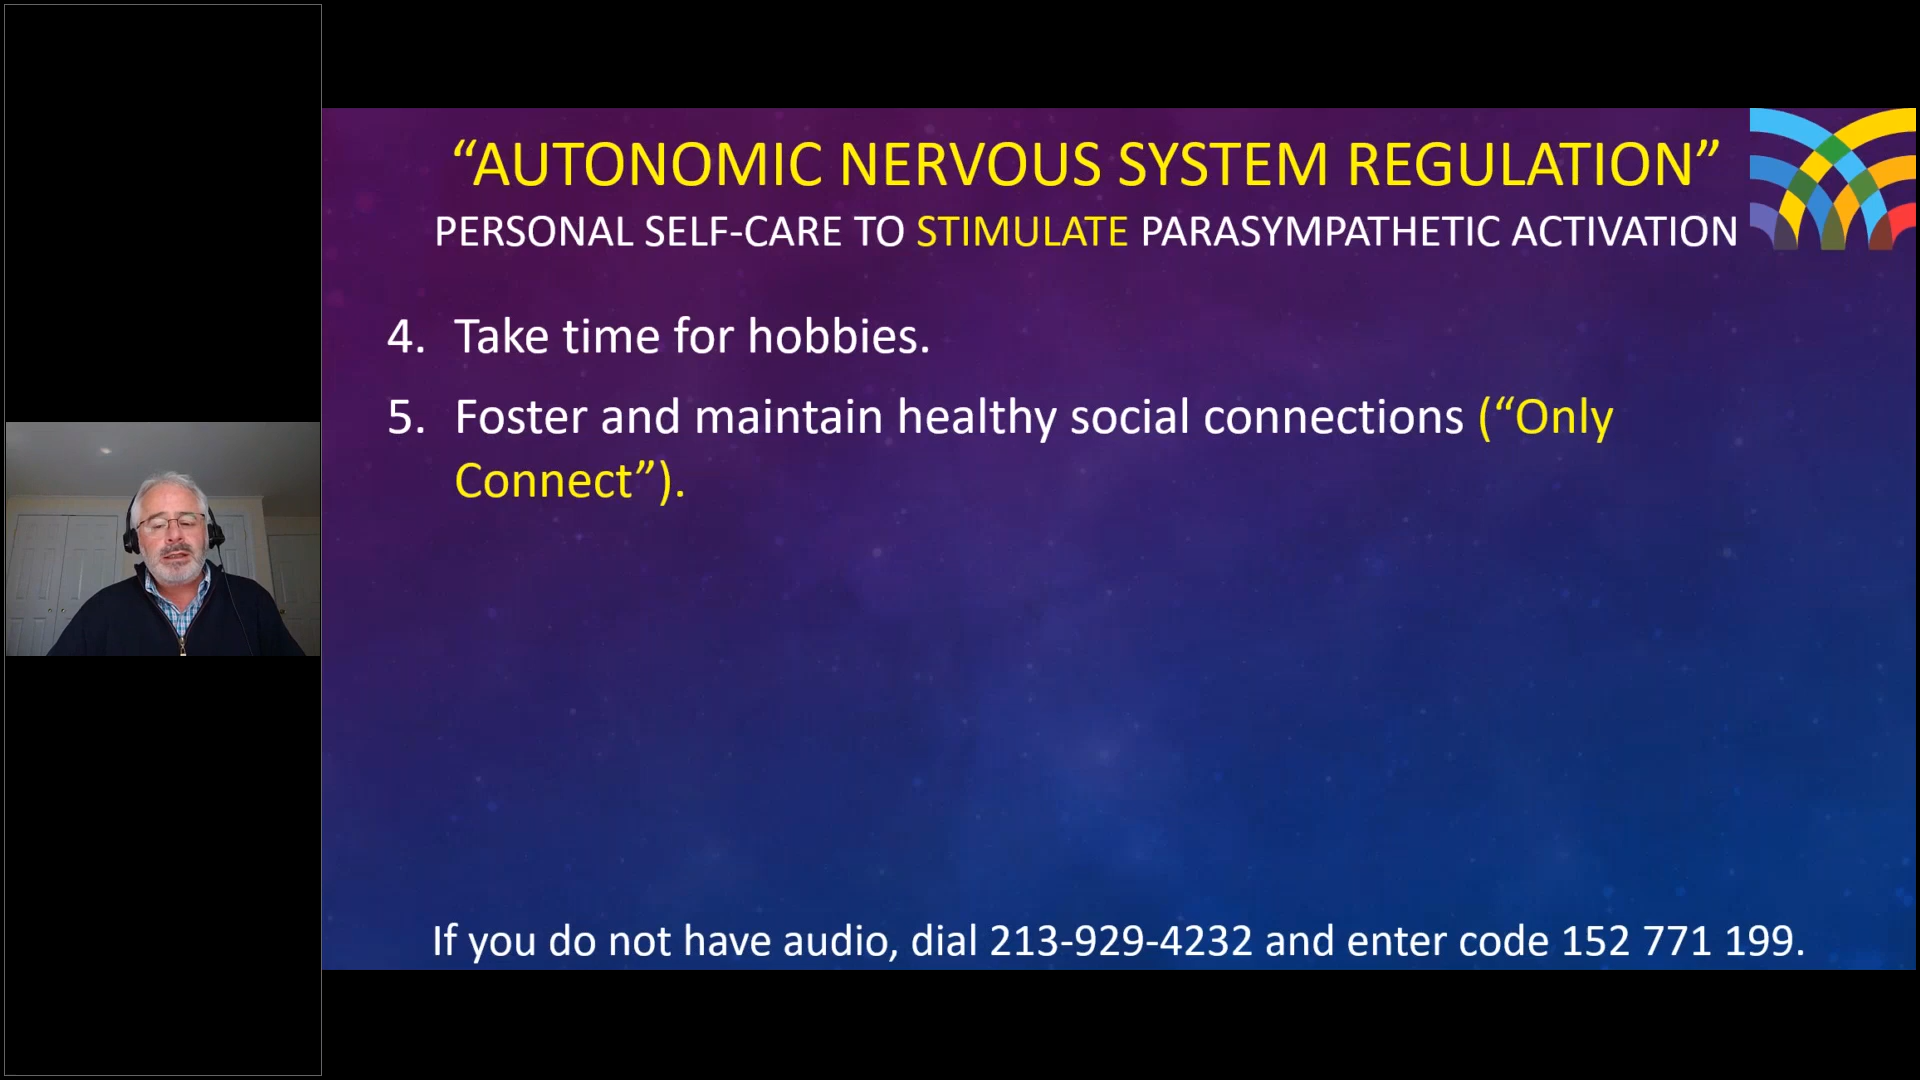 “AUTONOMIC NERVOUS SYSTEM REGULATION”
PERSONAL SELF-CARE TO STIMULATE PARASYMPATHETIC ACTIVATION
4. Take time for hobbies.
5. Foster and maintain healthy social connections (“Only
Connect”).
If you do not have audio, dial 213-929-4232 and enter code 152 771 199.